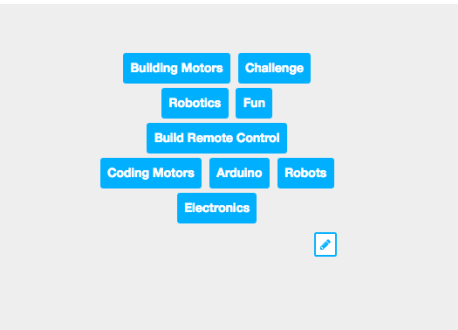 Building Motors Challenge
Robotics Fun
Build Remote Control
Coding Motors Arduino Robots
Electronics